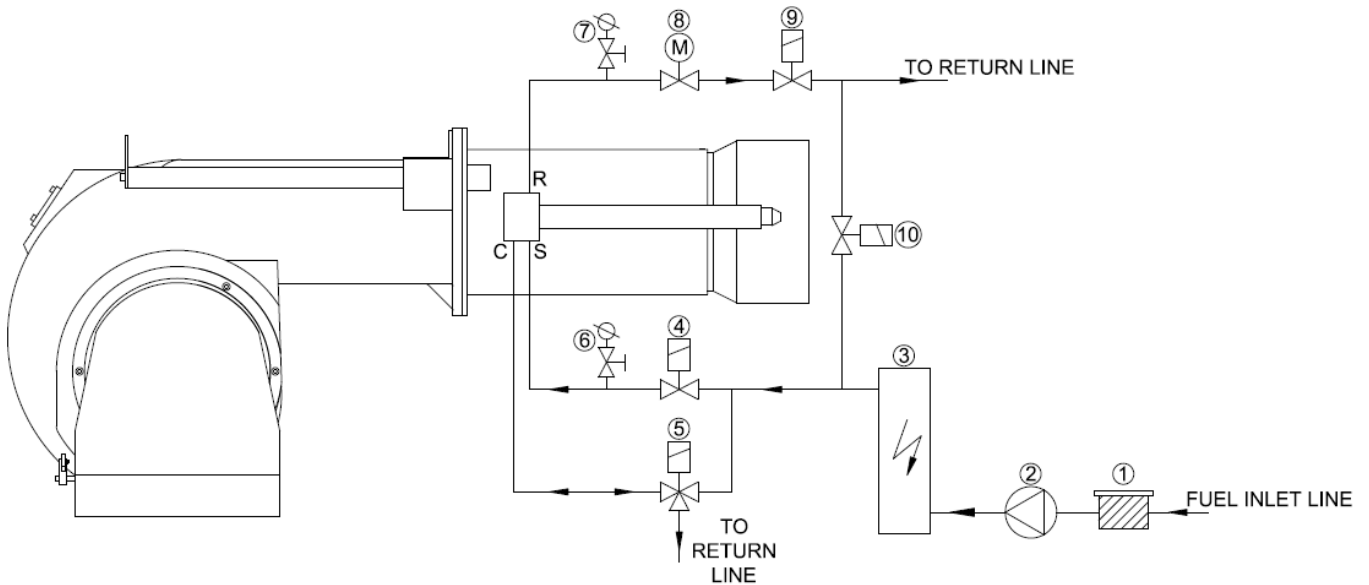 7
8
M
9
TO RETURN LINE
R
C S
10
6
4
3
5
2
1
FUEL INLET LINE
TO
RETURN
LINE